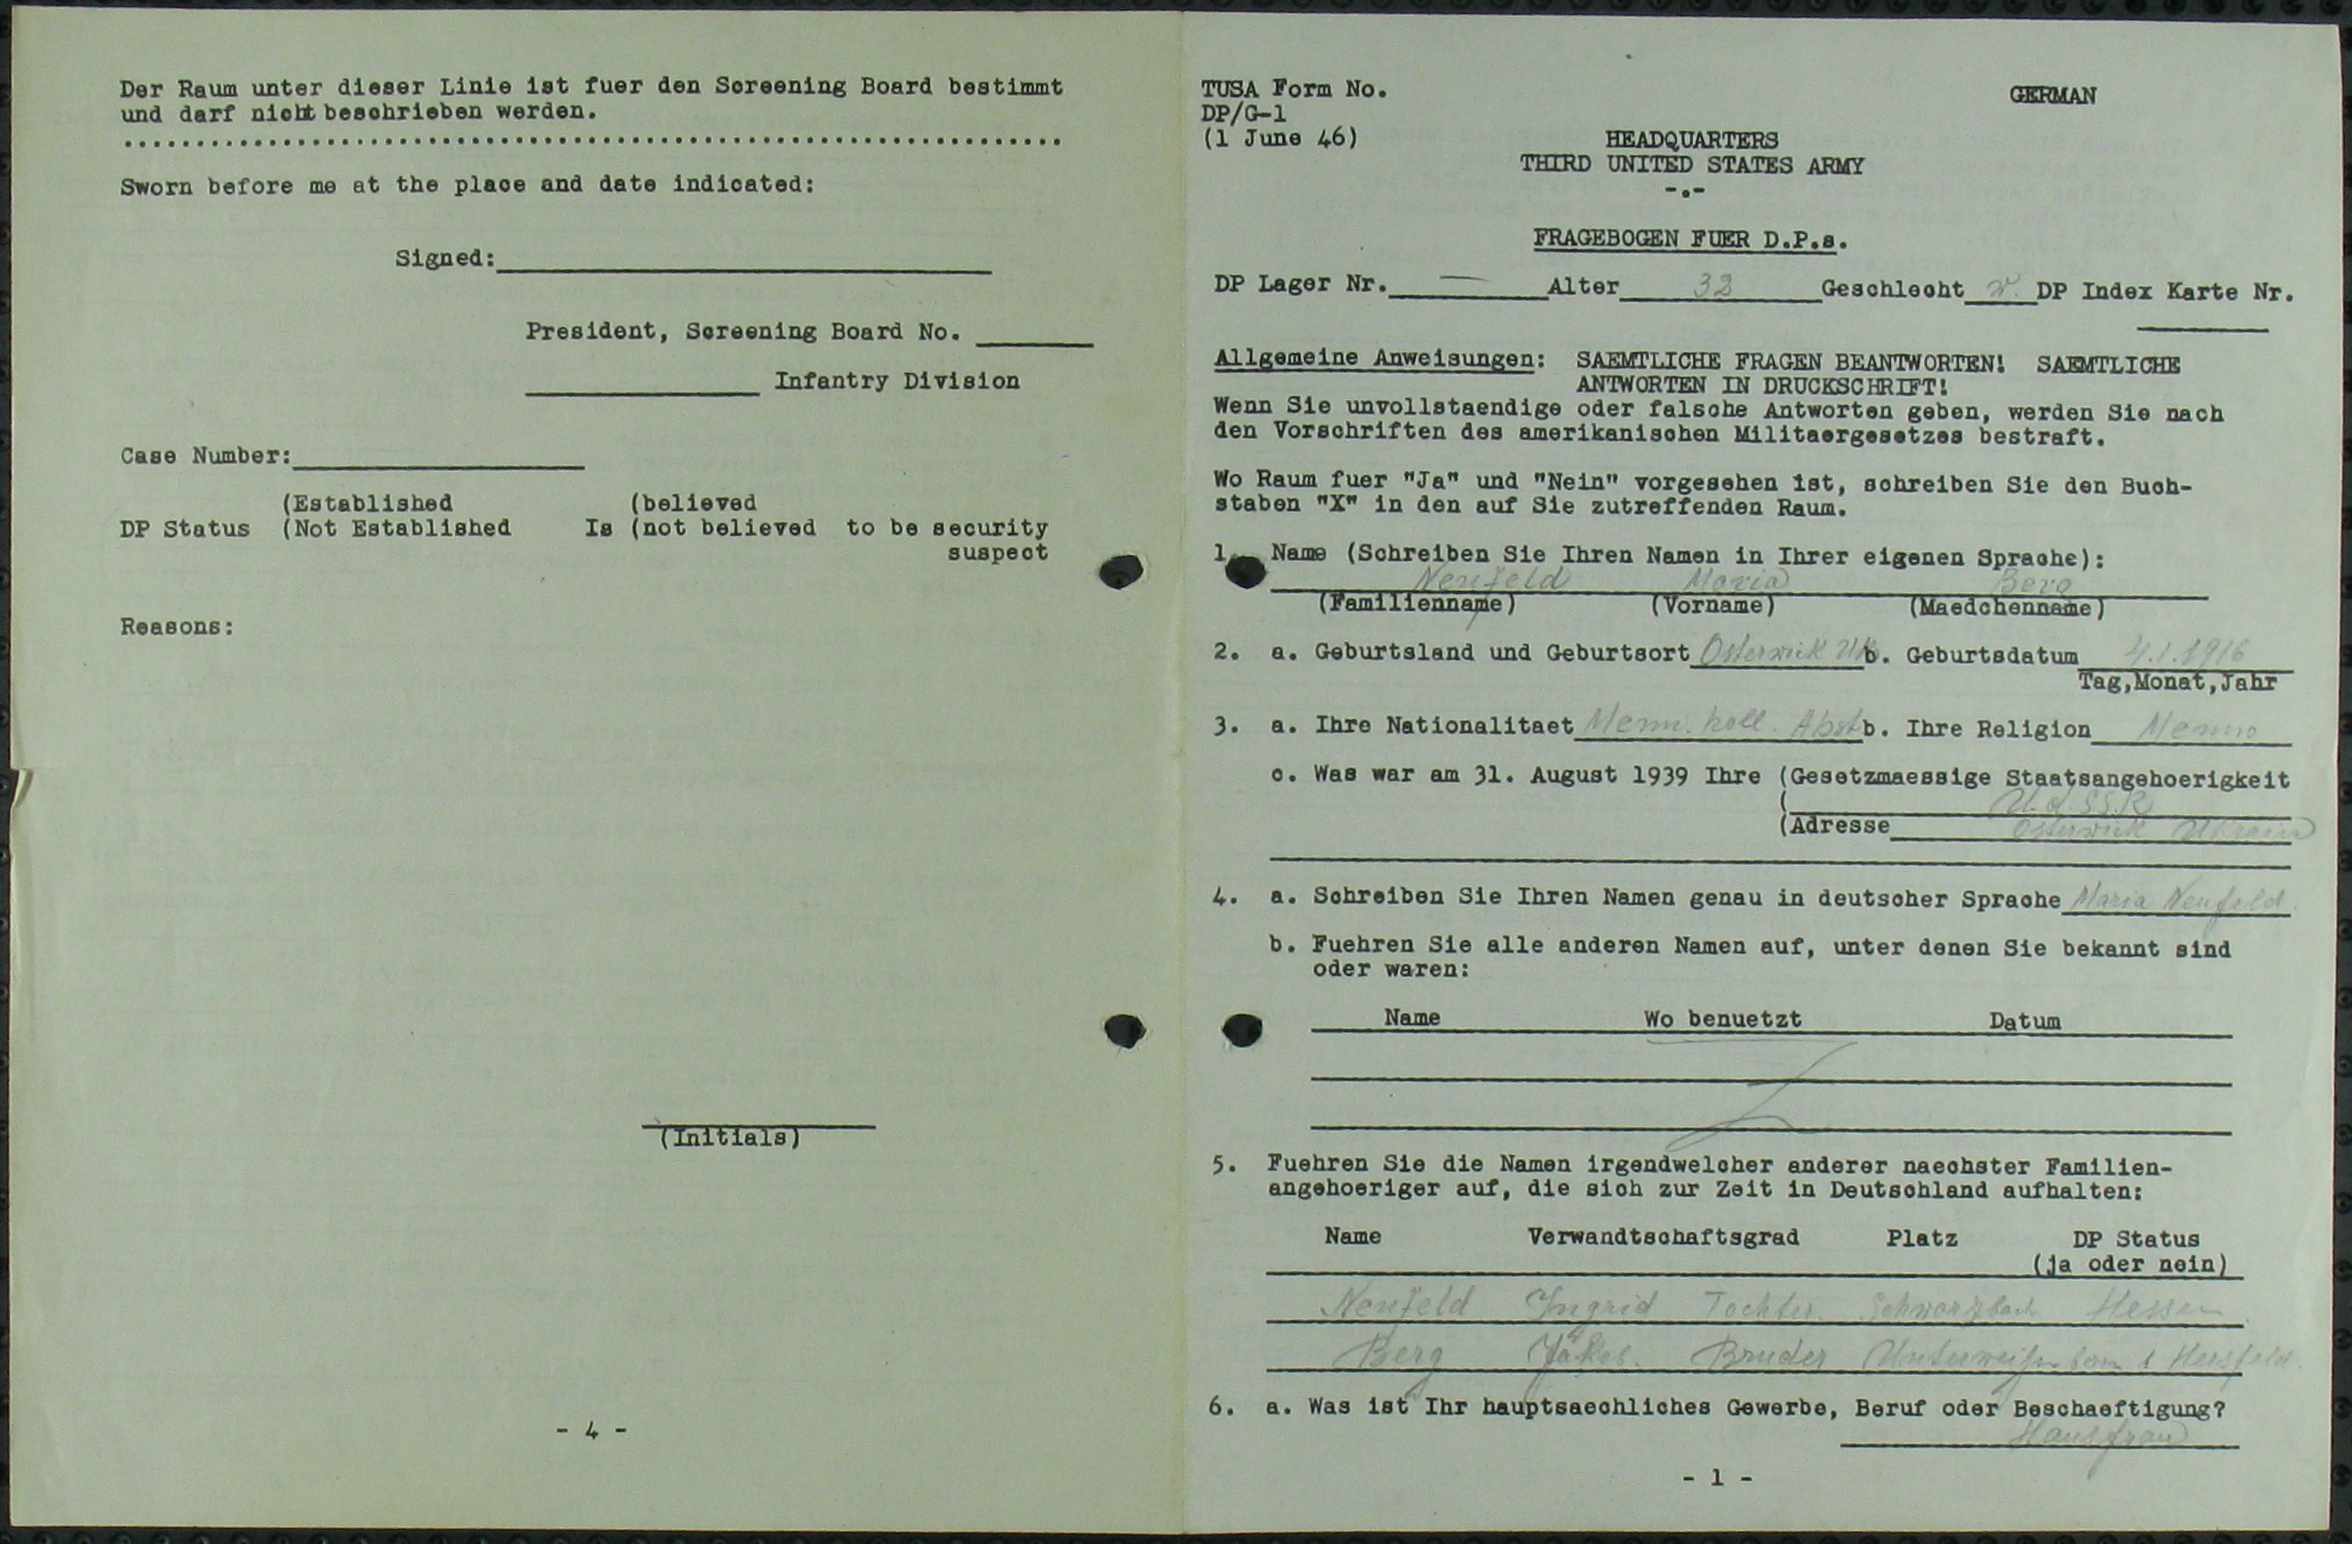 Der Raum unter dieser Linie ist fuer den Screening Board bestimmt
und darf nicht beschrieben werden.
.................................................................
Sworn before me at the place and date indicated:
Signed:
President, Screening Board No.
Infantry Division
Case Number:
(Established (believed
DP Status (Not Established Is (not believed to be security
suspect
Reasons:
(Initials)
- 4 -
TUSA Form No. GERMAN
DP/G-1
(1 June 46) HEADQUARTERS
THIRD UNITED STATES ARMY
-.-
FRAGEBOGEN FUER D.P.s.
DP Lager Nr. — Alter 32 Geschlecht w. DP Index Karte Nr.
Allgemeine Anweisungen: SAEMTLICHE FRAGEN BEANTWORTEN! SAEMTLICHE
ANTWORTEN IN DRUCKSCHRIFT!
Wenn Sie unvollstaendige oder falsche Antworten geben, werden Sie nach
den Vorschriften des amerikanischen Militaergesetzes bestraft.
Wo Raum fuer "Ja" und "Nein" vorgesehen ist, schreiben Sie den Buch-
staben "X" in den auf Sie zutreffenden Raum.
1. Name (Schreiben Sie Ihren Namen in Ihrer eigenen Sprache):
Neufeld Maria Berg
(Familienname) (Vorname) (Maedchenname)
2. a. Geburtsland und Geburtsort Osterwick Uk b. Geburtsdatum 4.1.1916
Tag,Monat,Jahr
3. a. Ihre Nationalitaet Menn. holl. Abst b. Ihre Religion Menno
c. Was war am 31. August 1939 Ihre (Gesetzmaessige Staatsangehoerigkeit
( U.d.S.S.R
(Adresse Osterwick Ukraine
4. a. Schreiben Sie Ihren Namen genau in deutscher Sprache Maria Neufeld.
b. Fuehren Sie alle anderen Namen auf, unter denen Sie bekannt sind
oder waren:
Name Wo benuetzt Datum
5. Fuehren Sie die Namen irgendwelcher anderer naechster Familien-
angehoeriger auf, die sich zur Zeit in Deutschland aufhalten:
Name Verwandtschaftsgrad Platz DP Status
(ja oder nein)
Neufeld Ingrid Tochter. Schwarzbach Hessen
Berg Jakob. Bruder Hersfeld.
6. a. Was ist Ihr hauptsaechliches Gewerbe, Beruf oder Beschaeftigung?
Hausfrau
- 1 -